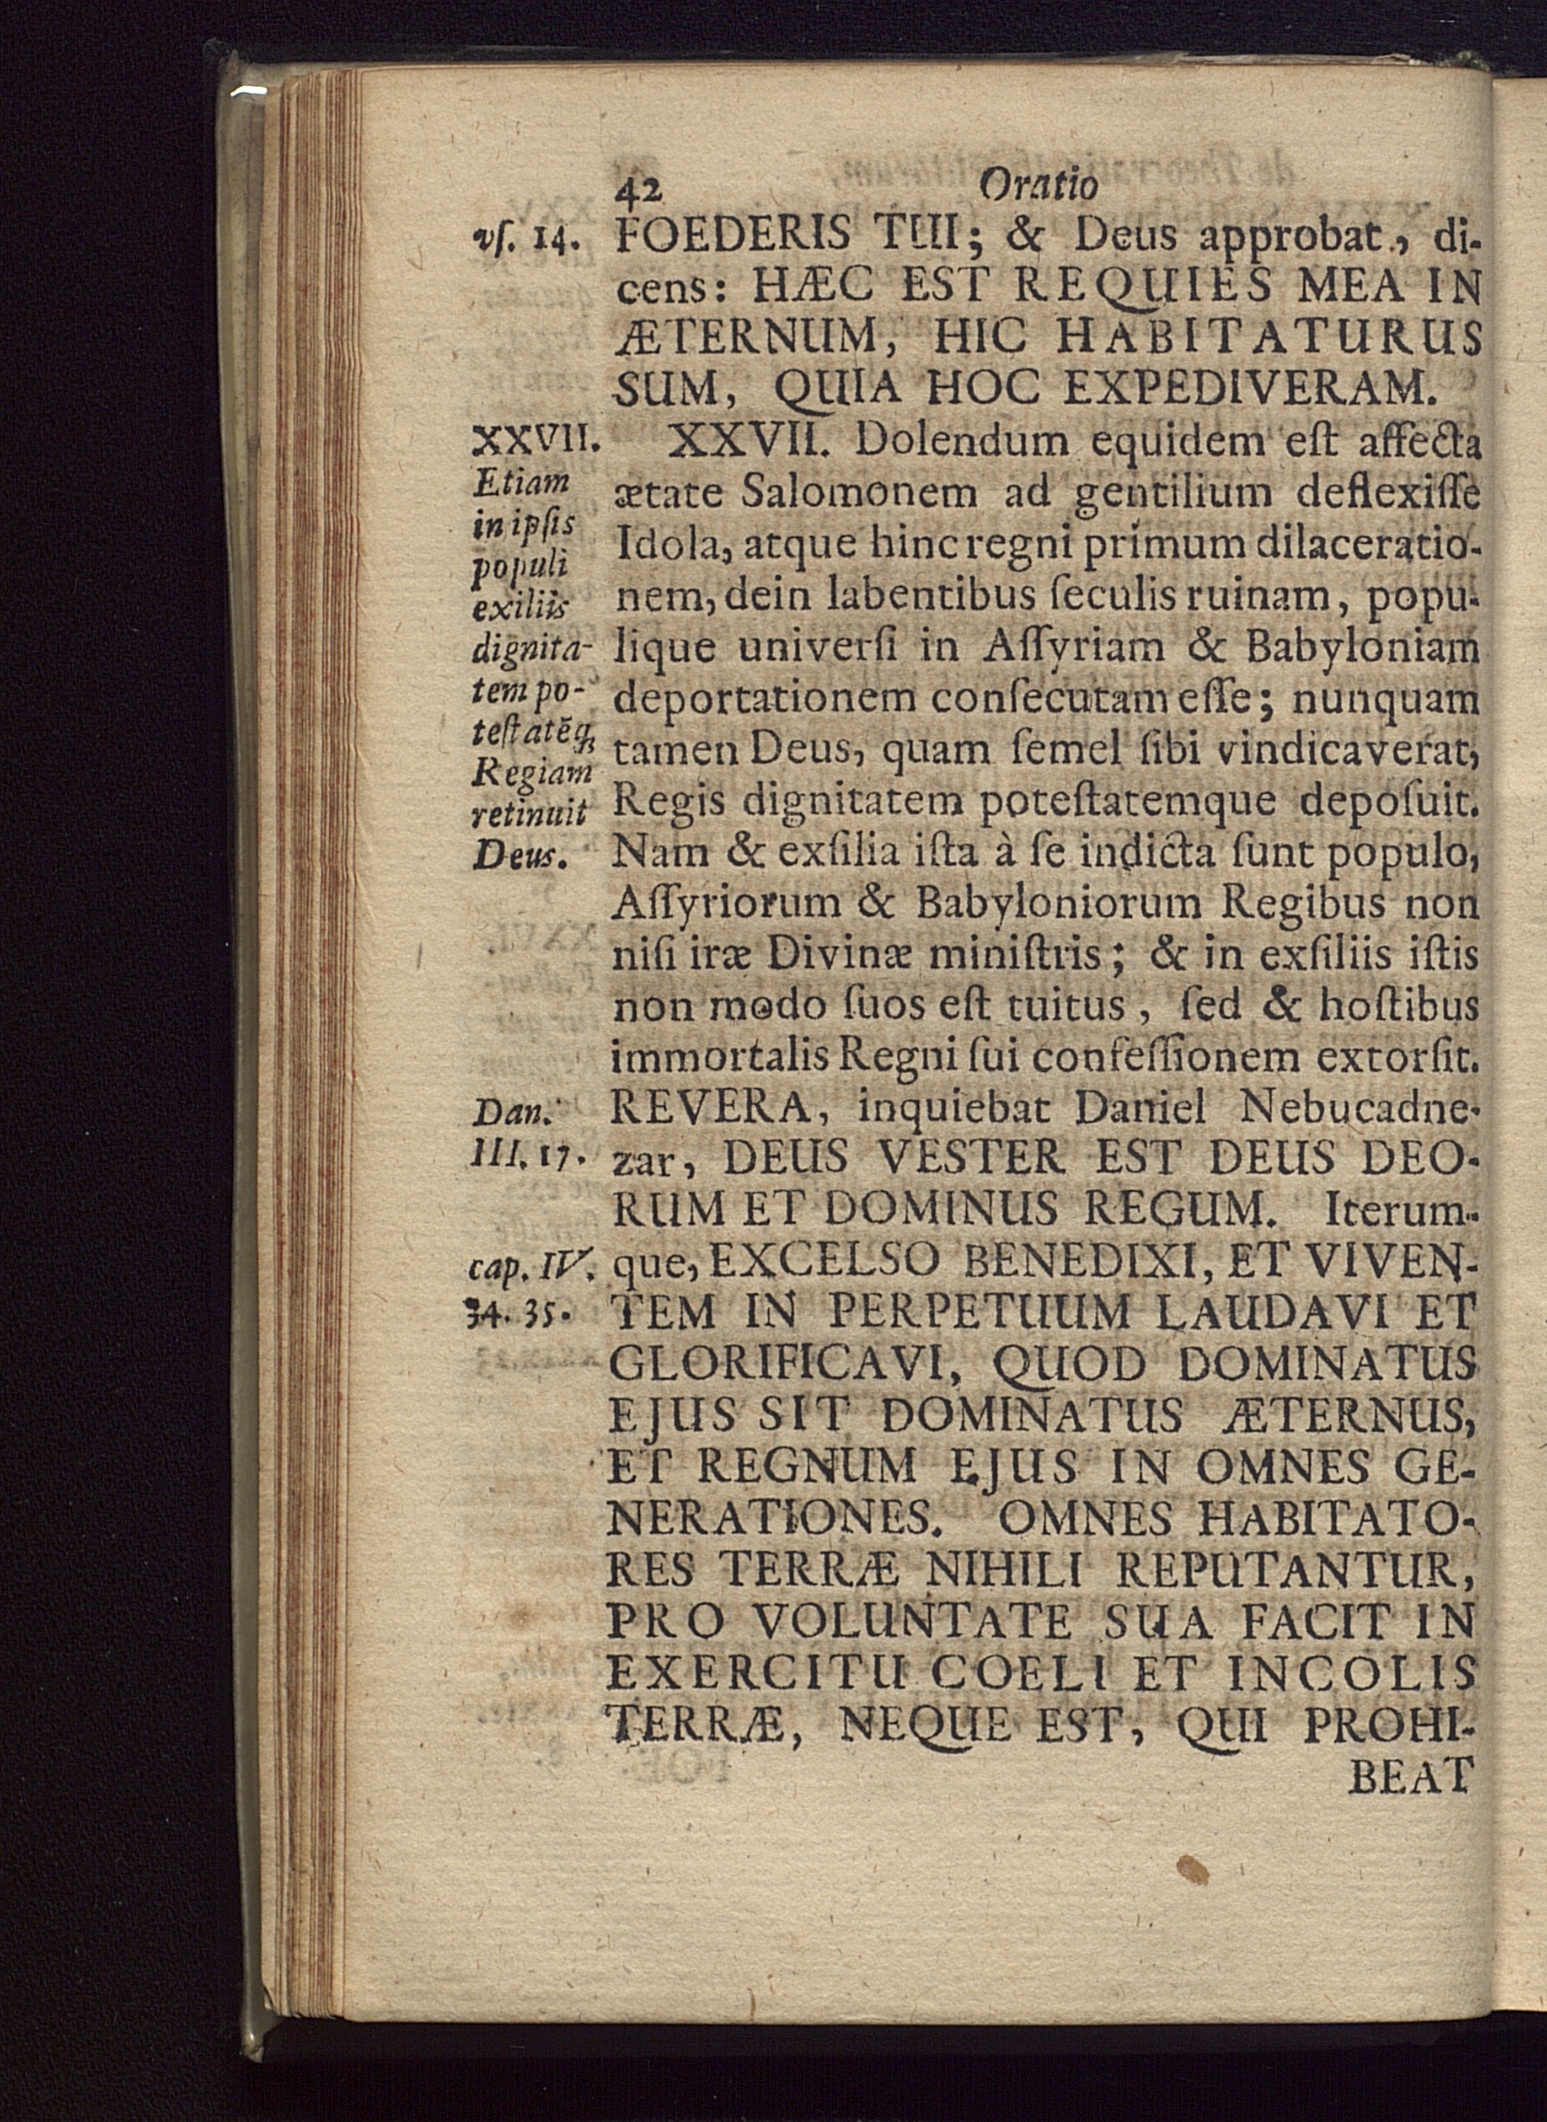 42 Oratio
vſ. 14. FOEDERIS TUI; & Deus approbat, di-
cens: HÆC EST REQUIES MEA IN
ÆTERNUM, HIC HABITATURUS
SUM, QUIA HOC EXPEDIVERAM.
XXVII. Dolendum equidem eſt affecta
ætate Salomonem ad gentilium deflexiſſe
Idola, atque hinc regni primum dilaceratio-
nem, dein labentibus ſeculis ruinam, popu-
lique univerſi in Aſſyriam & Babyloniam
deportationem conſecutam eſſe; nunquam
tamen Deus, quam ſemel ſibi vindicaverat,
Regis dignitatem poteſtatemque depoſuit.
Nam & exſilia iſta à ſe indicta ſunt populo,
Aſſyriorum & Babyloniorum Regibus non
niſi iræ Divinæ miniſtris; & in exſiliis iſtis
non modo ſuos eſt tuitus, ſed & hoſtibus
immortalis Regni ſui confeſſionem extorſit.
XXVII.
Etiam
in ipſis
populi
exiliis
dignita-
tem po-
teſtatēq,
Regiam
retinuit
Deus.
REVERA, inquiebat Daniel Nebucadne-
zar, DEUS VESTER EST DEUS DEO-
RUM ET DOMINUS REGUM. Iterum-
que, EXCELSO BENEDIXI, ET VIVEN-
TEM IN PERPETUUM LAUDAVI ET
GLORIFICAVI, QUOD DOMINATUS
EJUS SIT DOMINATUS ÆTERNUS,
ET REGNUM EJUS IN OMNES GE-
NERATIONES. OMNES HABITATO-
RES TERRÆ NIHILI REPUTANTUR,
PRO VOLUNTATE SUA FACIT IN
EXERCITU COELI ET INCOLIS
TERRÆ, NEQUE EST, QUI PROHI-
Dan.
III. 17.
cap. IV.
34. 35.
BEAT